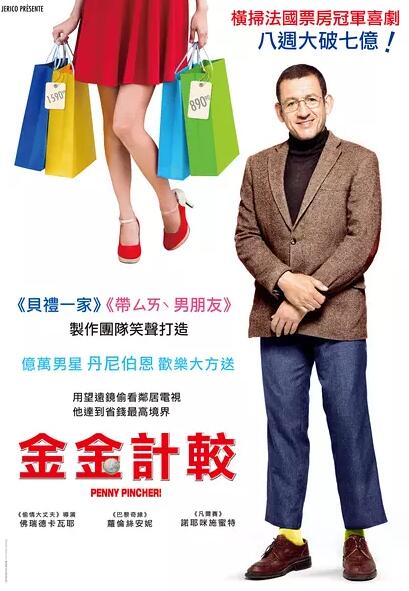 JERICO PRÉSENTE
橫掃法國票房冠軍喜劇
八週大破七億！
1590
890
《貝禮一家》《帶ㄙㄞˋ男朋友》
製作團隊笑聲打造
億萬男星 丹尼伯恩 歡樂大方送
用望遠鏡偷看鄰居電視
他達到省錢最高境界
金金計較
PENNY PINCHER!
《偷情大丈夫》導演
佛瑞德卡瓦耶
《巴黎奇緣》
蘿倫絲安妮
《凡爾賽》
諾耶咪施蜜特